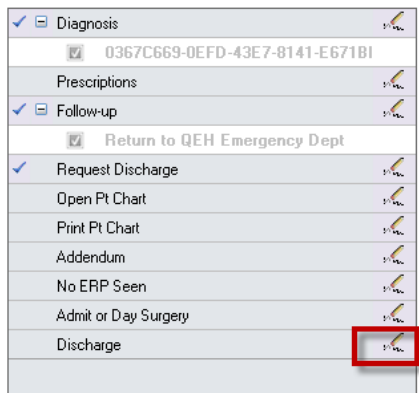 Diagnosis
0367C669-0EFD-43E7-8141-E671BI
Prescriptions
Follow-up
Return to QEH Emergency Dept
Request Discharge
Open Pt Chart
Print Pt Chart
Addendum
No ERP Seen
Admit or Day Surgery
Discharge